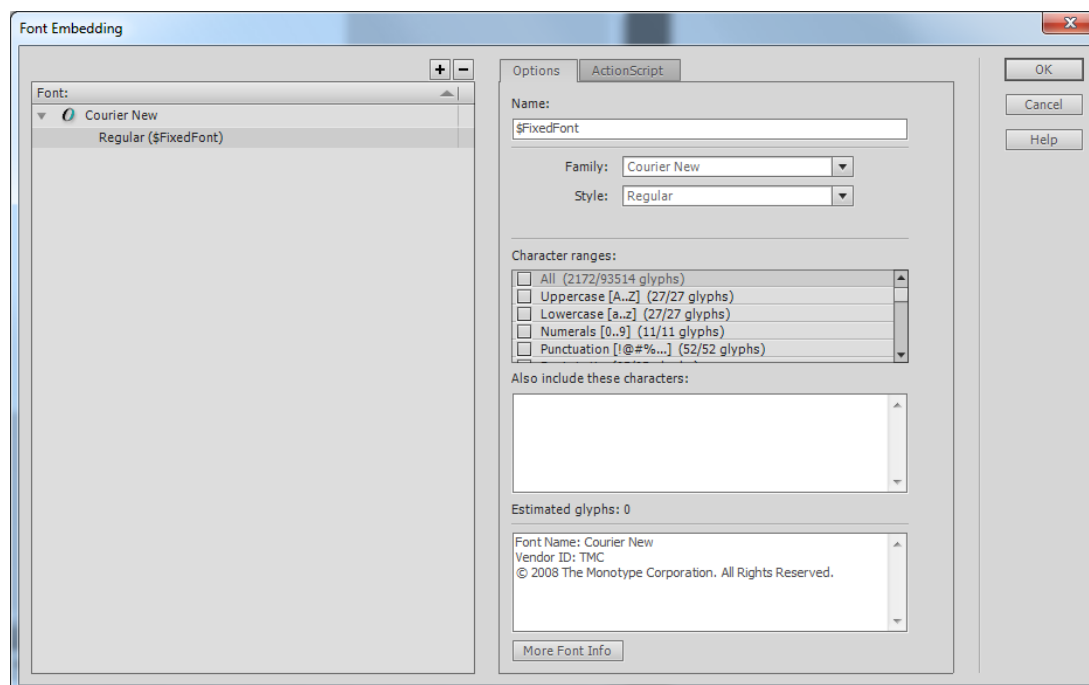 Font Embedding
Font:
Courier New
Regular ($FixedFont)
Options
ActionScript
Name:
$FixedFont
Family:
Courier New
Style:
Regular
Character ranges:
All (2172/93514 glyphs)
Uppercase [A..Z] (27/27 glyphs)
Lowercase [a..z] (27/27 glyphs)
Numerals [0..9] (11/11 glyphs)
Punctuation [!@#%...] (52/52 glyphs)
Also include these characters:
Estimated glyphs: 0
Font Name: Courier New
Vendor ID: TMC
© 2008 The Monotype Corporation. All Rights Reserved.
More Font Info
OK
Cancel
Help